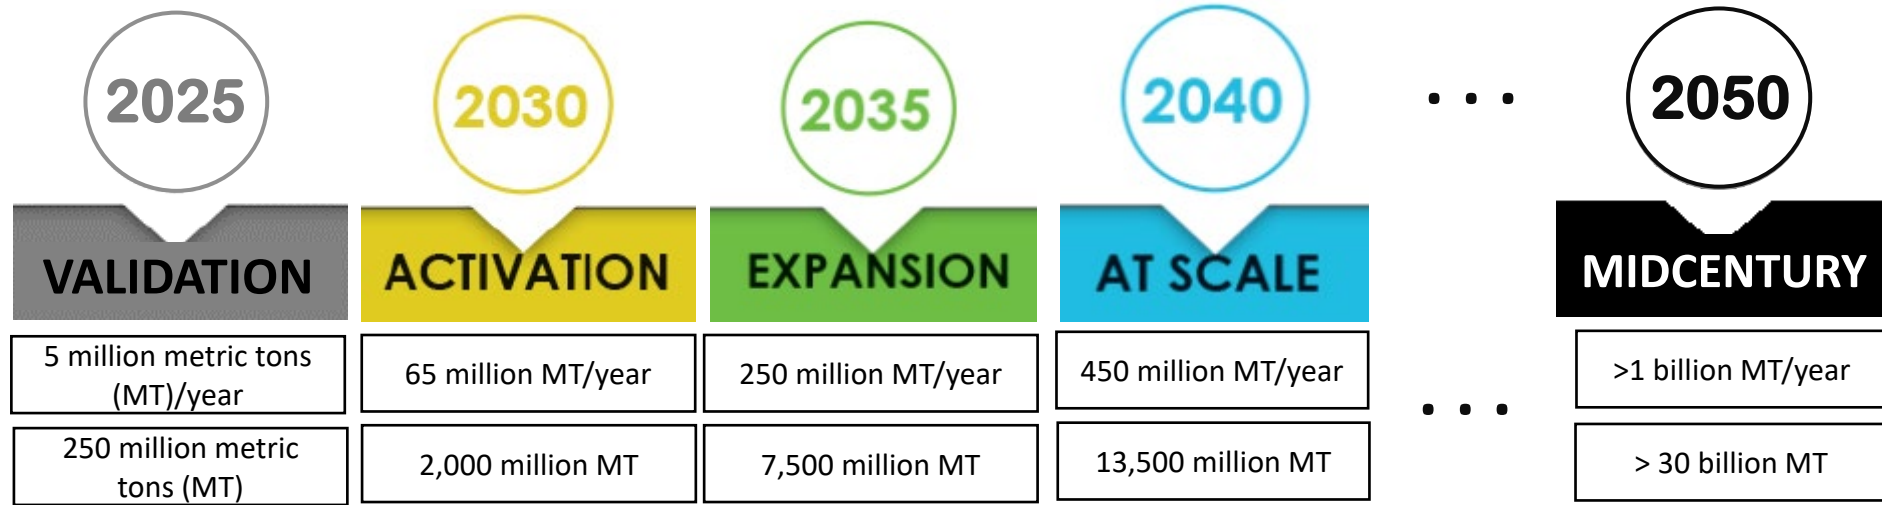 2025
2030
2035
2040
. . .
2050
VALIDATION
ACTIVATION
EXPANSION
AT SCALE
MIDCENTURY
5 million metric tons
(MT)/year
65 million MT/year
250 million MT/year
450 million MT/year
. . .
>1 billion MT/year
250 million metric
tons (MT)
2,000 million MT
7,500 million MT
13,500 million MT
> 30 billion MT